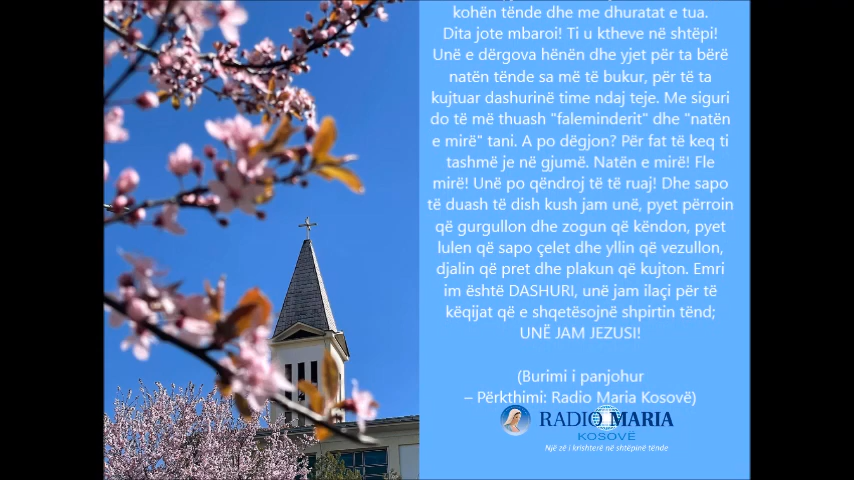 kohën tënde dhe me dhuratat e tua.
Dita jote mbaroi! Ti u ktheve në shtëpi!
Unë e dërgova hënën dhe yjet për ta bërë
natën tënde sa më të bukur, për të ta
kujtuar dashurinë time ndaj teje. Me siguri
do të më thuash "faleminderit" dhe "natën
e mirë" tani. A po dëgjon? Për fat të keq ti
tashmë je në gjumë. Natën e mirë! Fle
mirë! Unë po qëndroj të të ruaj! Dhe sapo
të duash të dish kush jam unë, pyet përroin
që gurgullon dhe zogun që këndon, pyet
lulen që sapo çelet dhe yllin që vezullon,
djalin që pret dhe plakun që kujton. Emri
im është DASHURI, unë jam ilaçi për të
këqijat që e shqetësojnë shpirtin tënd;
UNË JAM JEZUSI!
(Burimi i panjohur
– Përkthimi: Radio Maria Kosovë)
RADIO MARIA
KOSOVË
Një zë i krishterë në shtëpinë tënde